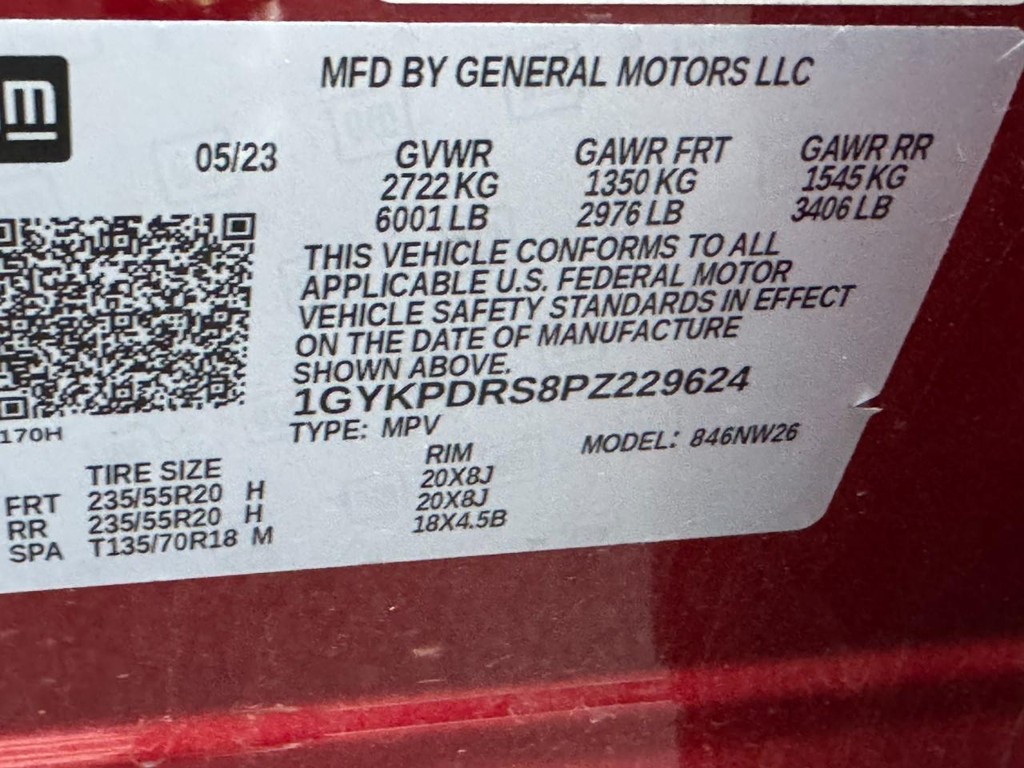 gm
MFD BY GENERAL MOTORS LLC
05/23 GVWR GAWR FRT GAWR RR
2722 KG 1350 KG 1545 KG
6001 LB 2976 LB 3406 LB
THIS VEHICLE CONFORMS TO ALL
APPLICABLE U.S. FEDERAL MOTOR
VEHICLE SAFETY STANDARDS IN EFFECT
ON THE DATE OF MANUFACTURE
SHOWN ABOVE.
1GYKPDRS8PZ229624
170H
TYPE: MPV MODEL: 846NW26
TIRE SIZE RIM
FRT 235/55R20 H 20X8J
RR 235/55R20 H 20X8J
SPA T135/70R18 M 18X4.5B